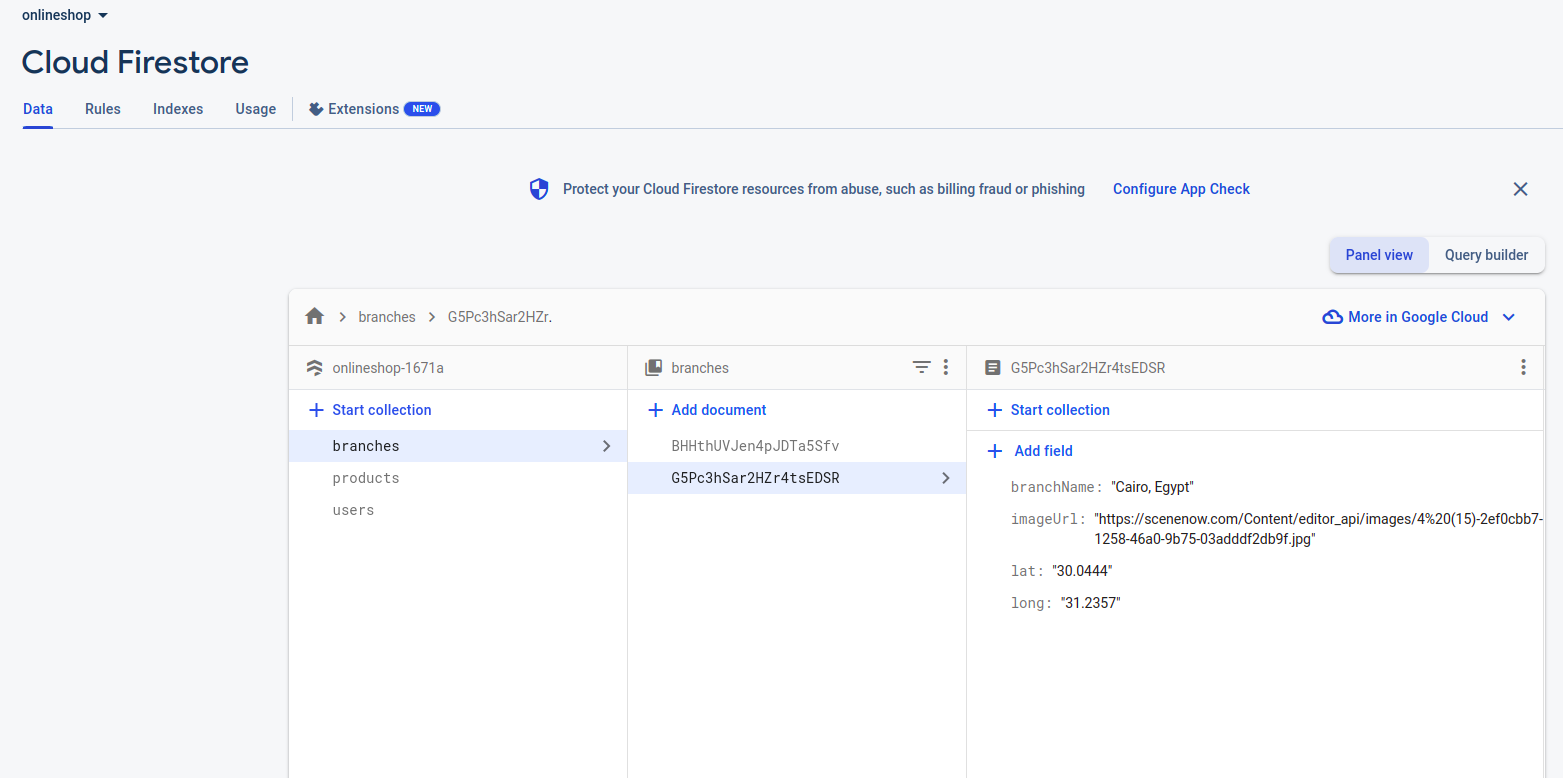 onlineshop
Cloud Firestore
Data Rules Indexes Usage Extensions NEW
Protect your Cloud Firestore resources from abuse, such as billing fraud or phishing Configure App Check
Panel view Query builder
branches G5Pc3hSar2HZr.
More in Google Cloud
onlineshop-1671a
branches
G5Pc3hSar2HZr4tsEDSR
Start collection
Add document
Start collection
branches
products
users
BHHthUVJen4pJDTa5Sfv
G5Pc3hSar2HZr4tsEDSR
Add field
branchName: "Cairo, Egypt"
imageUrl: "https://scenenow.com/Content/editor_api/images/4%20(15)-2ef0cbb7-
1258-46a0-9b75-03adddf2db9f.jpg"
lat: "30.0444"
long: "31.2357"